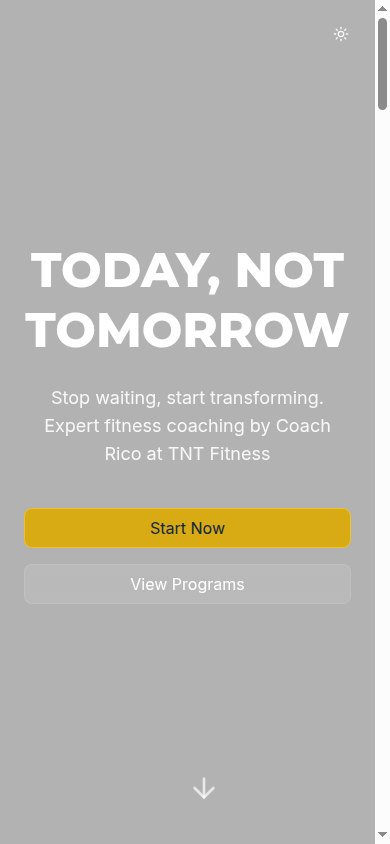 TODAY, NOT
TOMORROW
Stop waiting, start transforming.
Expert fitness coaching by Coach
Rico at TNT Fitness
Start Now
View Programs